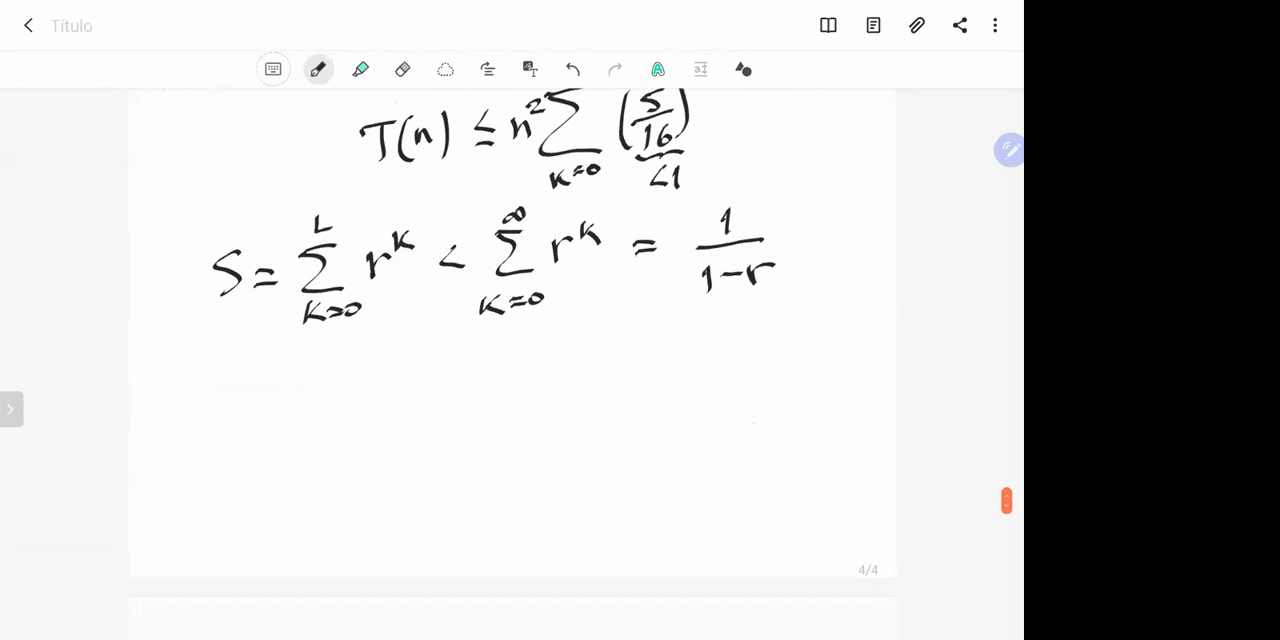 Título
T(n) ≤ n² ∑ k=0 (5/16) <1
S = ∑ k=0 L r^k < ∑ k=0 ∞ r^k = 1/(1-r)
4/4